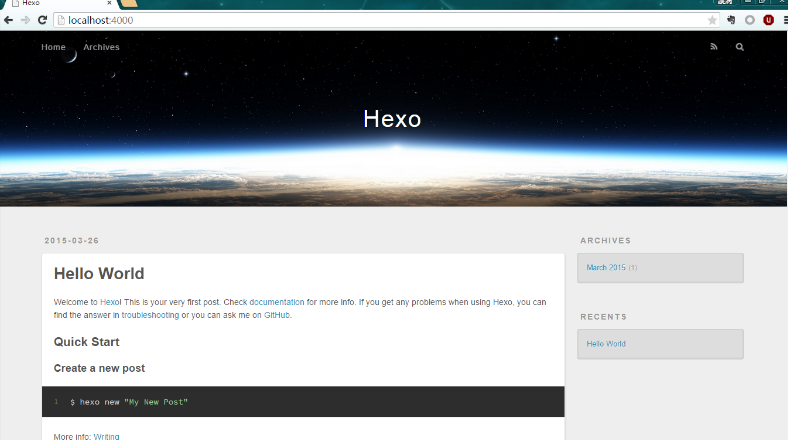 Hexo
localhost:4000
Home
Archives
Hexo
2015-03-26
Hello World
Welcome to Hexo! This is your very first post. Check documentation for more info. If you get any problems when using Hexo, you can
find the answer in troubleshooting or you can ask me on GitHub.
Quick Start
Create a new post
1 $ hexo new "My New Post"
More info: Writing
ARCHIVES
March 2015 (1)
RECENTS
Hello World